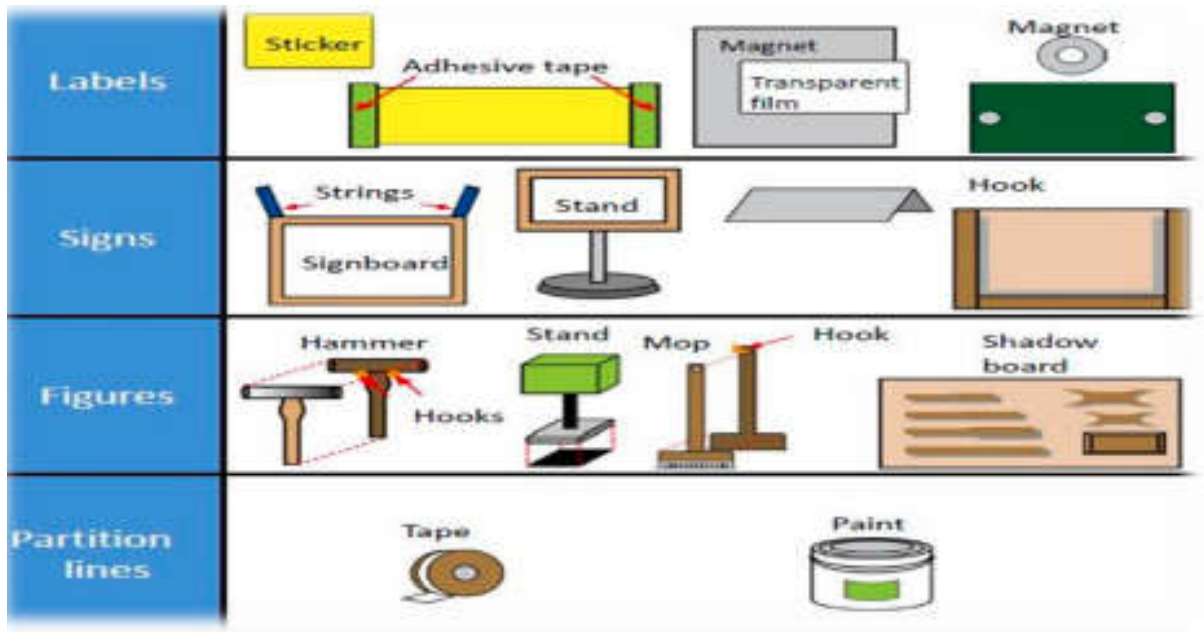 Labels
Sticker
Adhesive tape
Magnet
Transparent
film
Magnet
Signs
Strings
Signboard
Stand
Hook
Figures
Hammer
Hooks
Stand
Mop
Hook
Shadow
board
Partition
lines
Tape
Paint